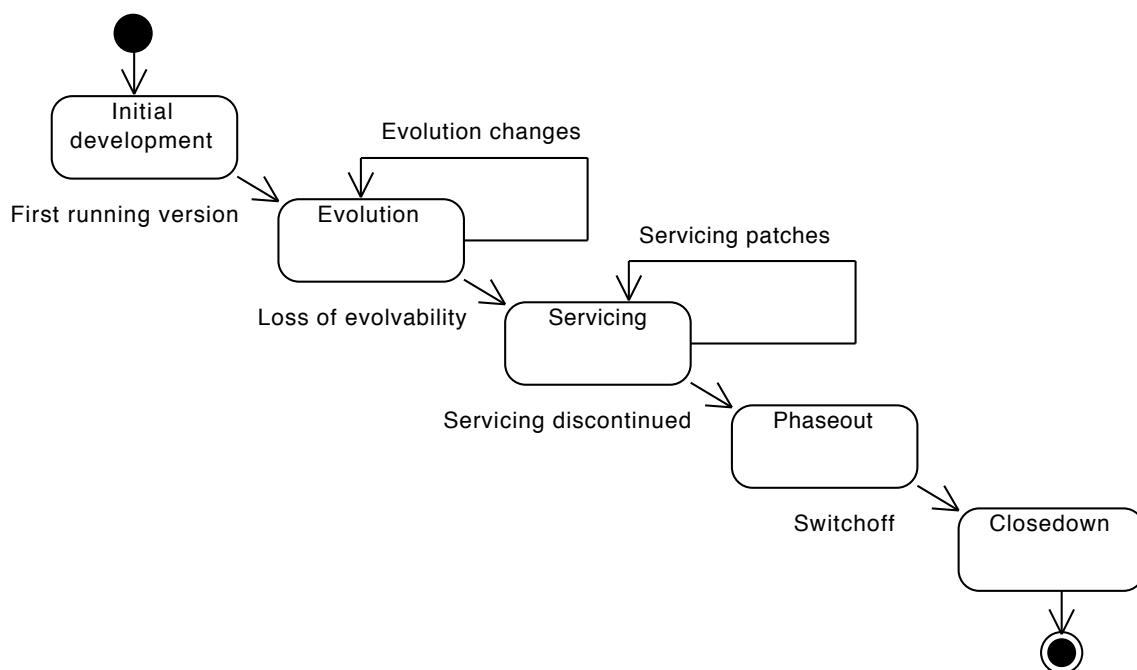 Initial
development
Evolution changes
First running version
Evolution
Servicing patches
Loss of evolvability
Servicing
Servicing discontinued
Phaseout
Switchoff
Closedown